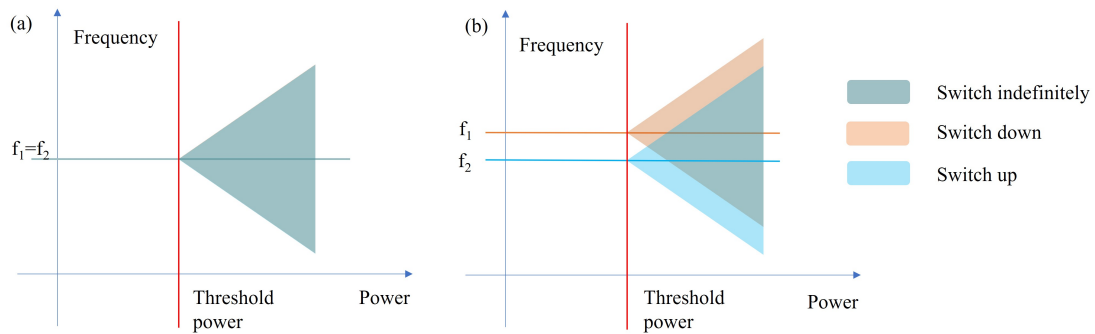 (a)
Frequency
f₁=f₂
Threshold
power
Power
(b)
Frequency
f₁
f₂
Threshold
power
Power
Switch indefinitely
Switch down
Switch up